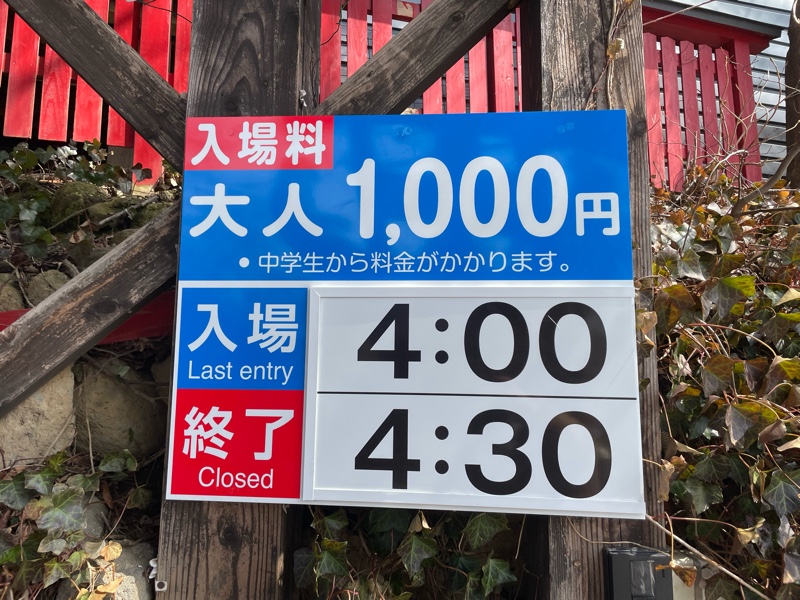 入場料
大人 1,000円
●中学生から料金がかかります。
入場 4:00
Last entry
終了 4:30
Closed